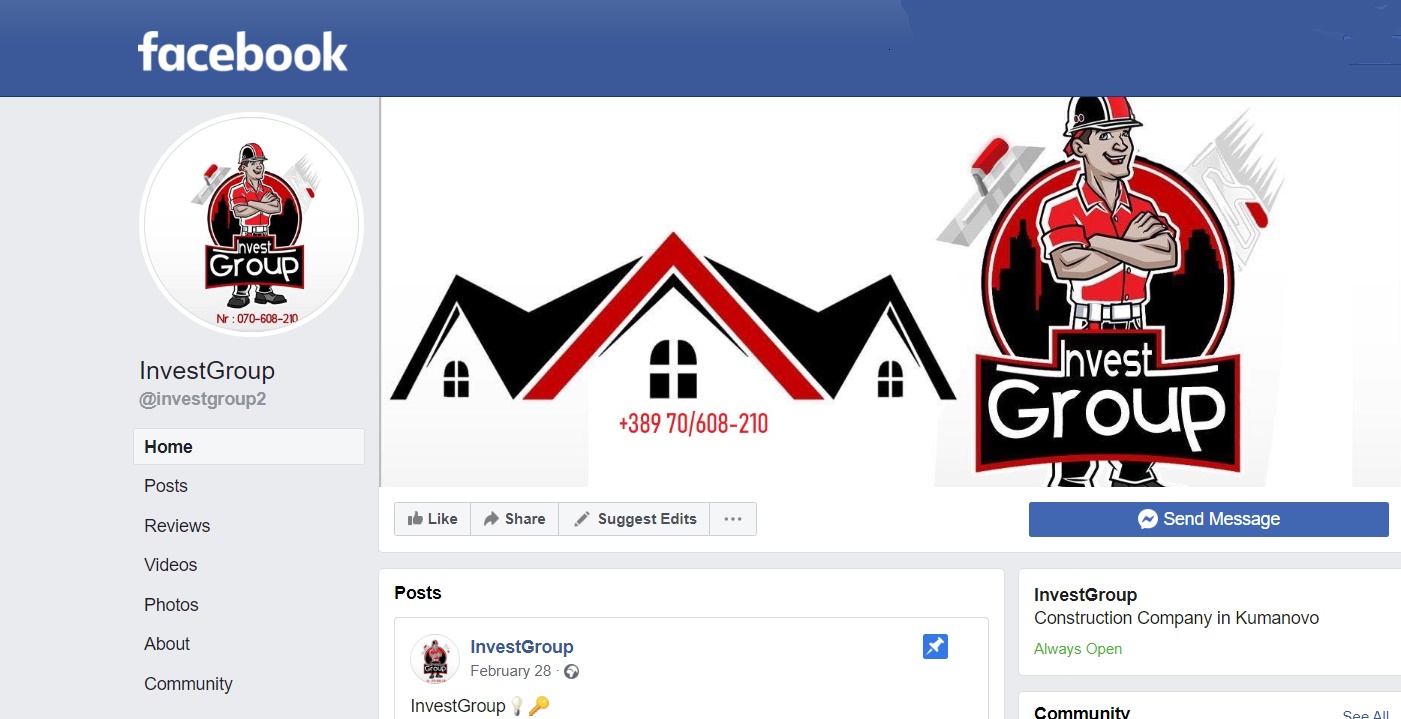 facebook
Invest
Group
Nr : 070-608-210
InvestGroup
@investgroup2
Home
Posts
Reviews
Videos
Photos
About
Community
+389 70/608-210
Invest
Group
Like
Share
Suggest Edits
Send Message
Posts
InvestGroup
February 28 ·
InvestGroup💡🔑
InvestGroup
Construction Company in Kumanovo
Always Open
Community
See All